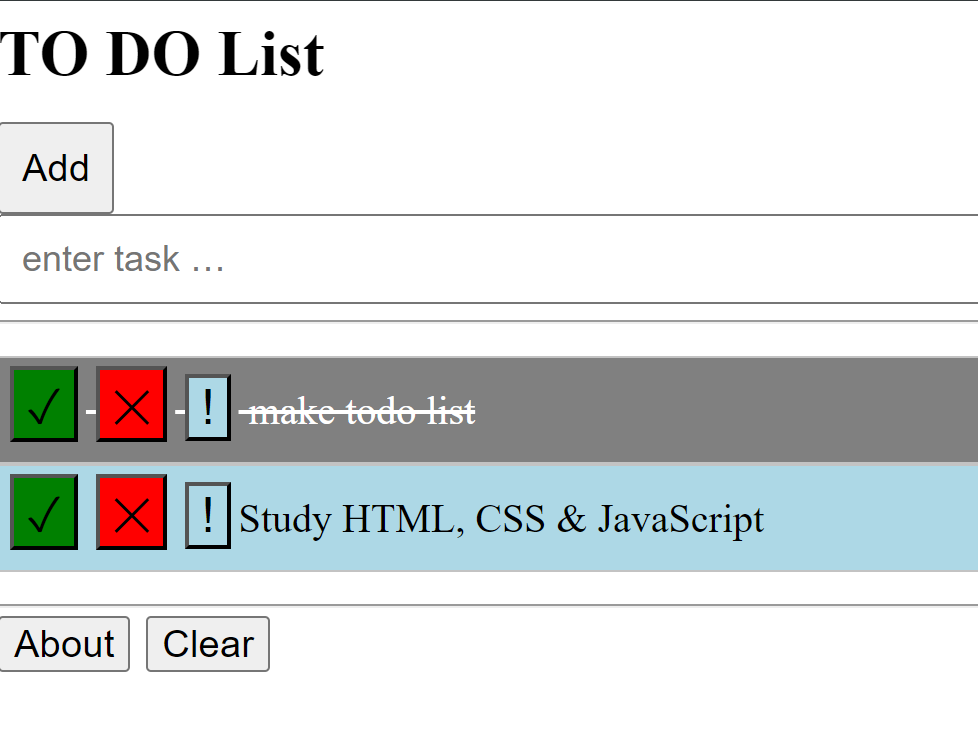 TO DO List
Add
enter task …
✓ ✕ ! make todo list
✓ ✕ ! Study HTML, CSS & JavaScript
About Clear